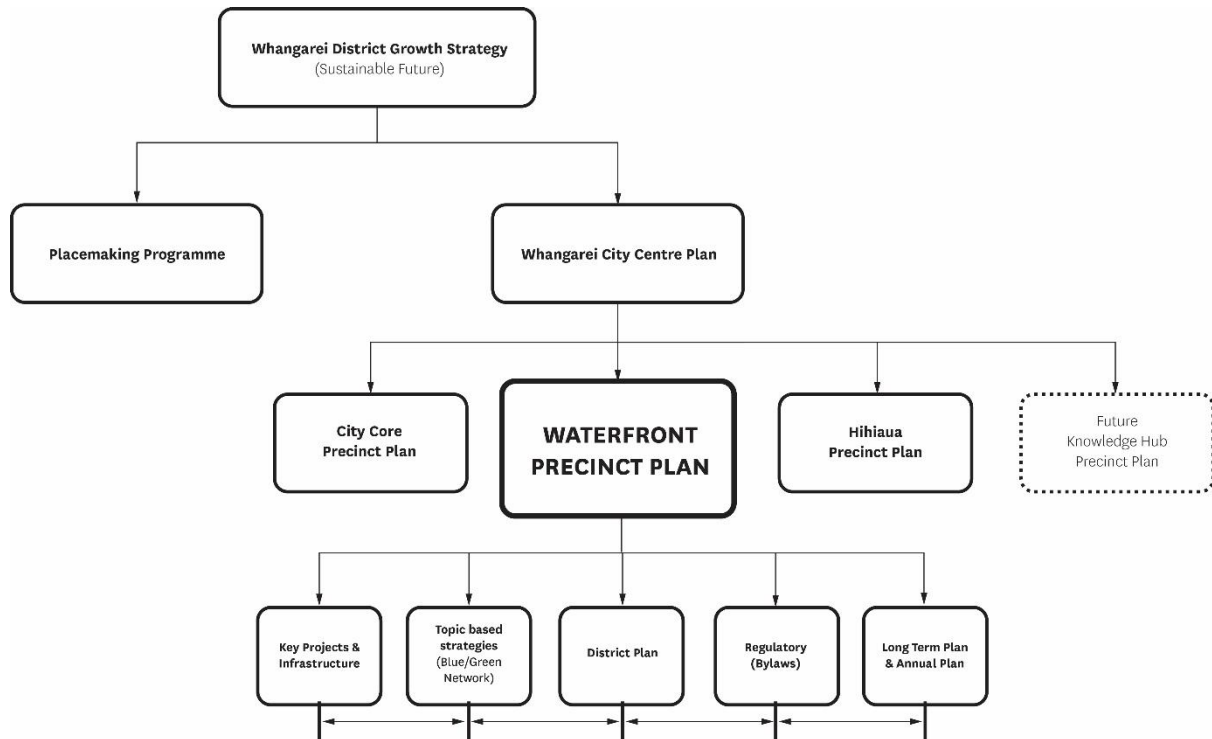 Whangarei District Growth Strategy
(Sustainable Future)
Placemaking Programme
Whangarei City Centre Plan
City Core
Precinct Plan
WATERFRONT
PRECINCT PLAN
Hihiaua
Precinct Plan
Future
Knowledge Hub
Precinct Plan
Key Projects &
Infrastructure
Topic based
strategies
(Blue/Green
Network)
District Plan
Regulatory
(Bylaws)
Long Term Plan
& Annual Plan